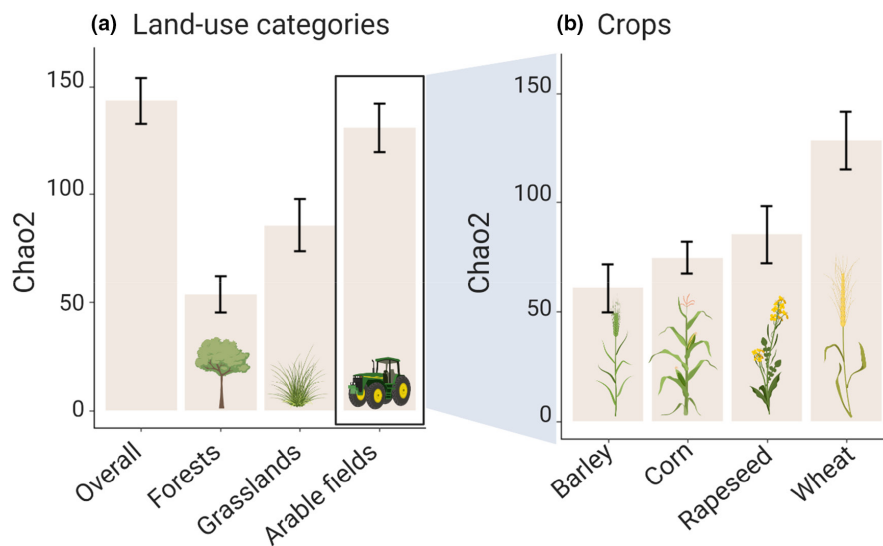 (a) Land-use categories
150
100
50
0
Chao2
Overall
Forests
Grasslands
Arable fields
(b) Crops
150
100
50
0
Chao2
Barley
Corn
Rapeseed
Wheat